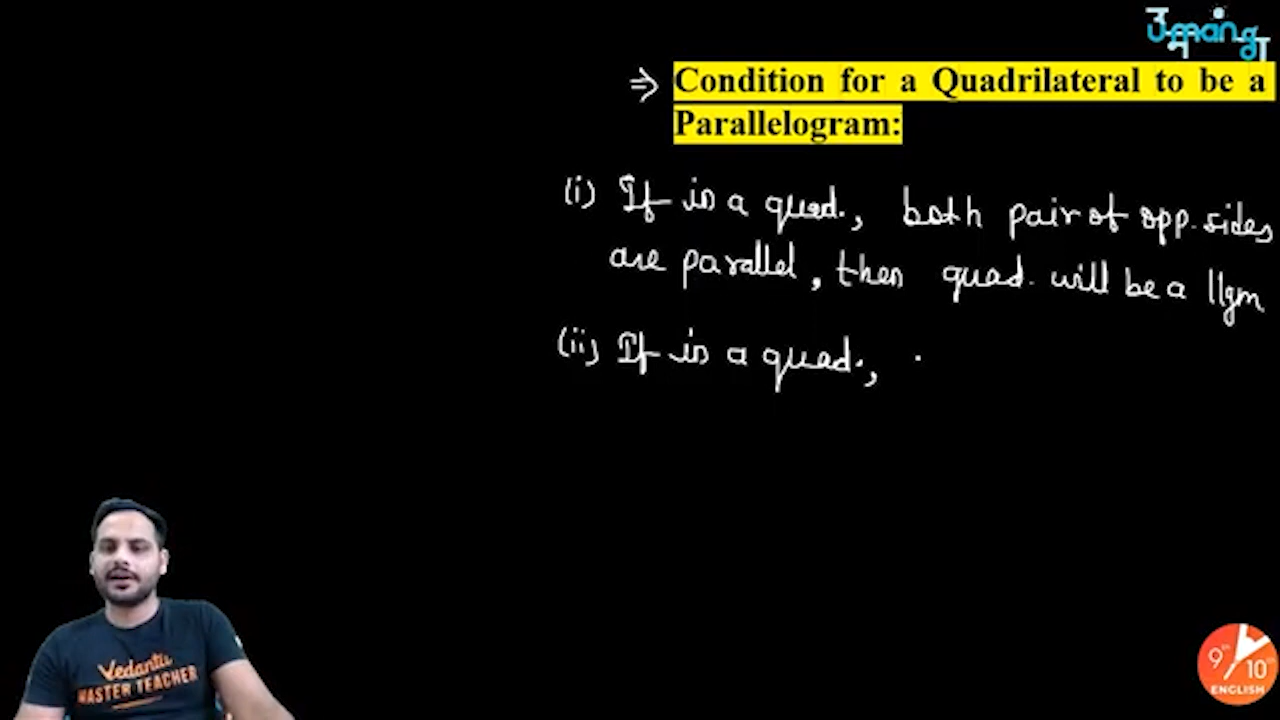 उमंग
Umang
⇒ Condition for a Quadrilateral to be a
Parallelogram:
(i) If in a quad., both pair of opp. sides
are parallel, then quad. will be a llgm
(ii) If in a quad.,
Vedantu
MASTER TEACHER
9th
10th
ENGLISH